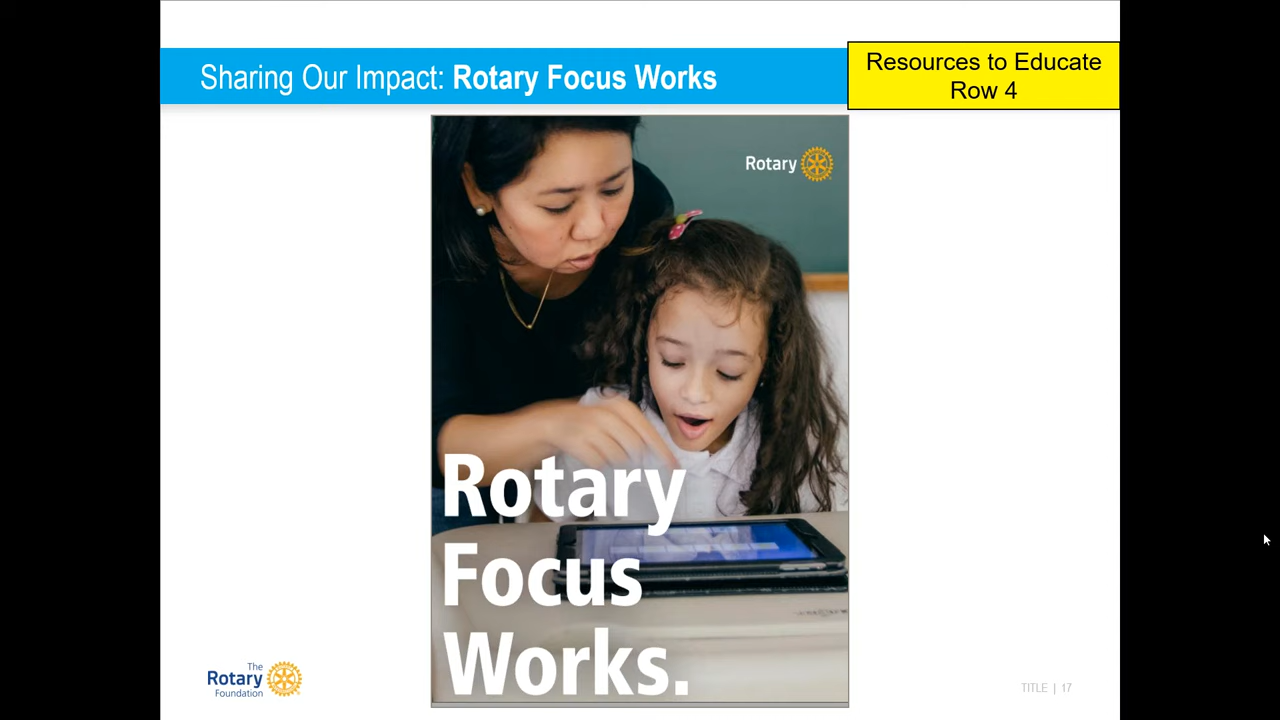 Sharing Our Impact: Rotary Focus Works
Resources to Educate
Row 4
Rotary
Rotary
Focus
Works.
The
Rotary
Foundation
TITLE | 17